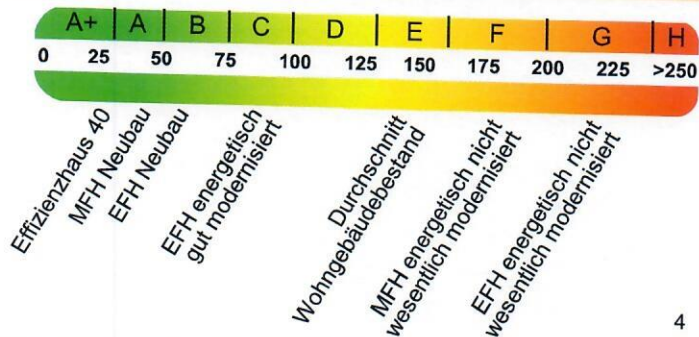 A+ A B C D E F G H
0 25 50 75 100 125 150 175 200 225 >250
Effizienzhaus 40
MFH Neubau
EFH Neubau
EFH energetisch
gut modernisiert
Durchschnitt
Wohngebäudebestand
MFH energetisch nicht
wesentlich modernisiert
EFH energetisch nicht
wesentlich modernisiert
4